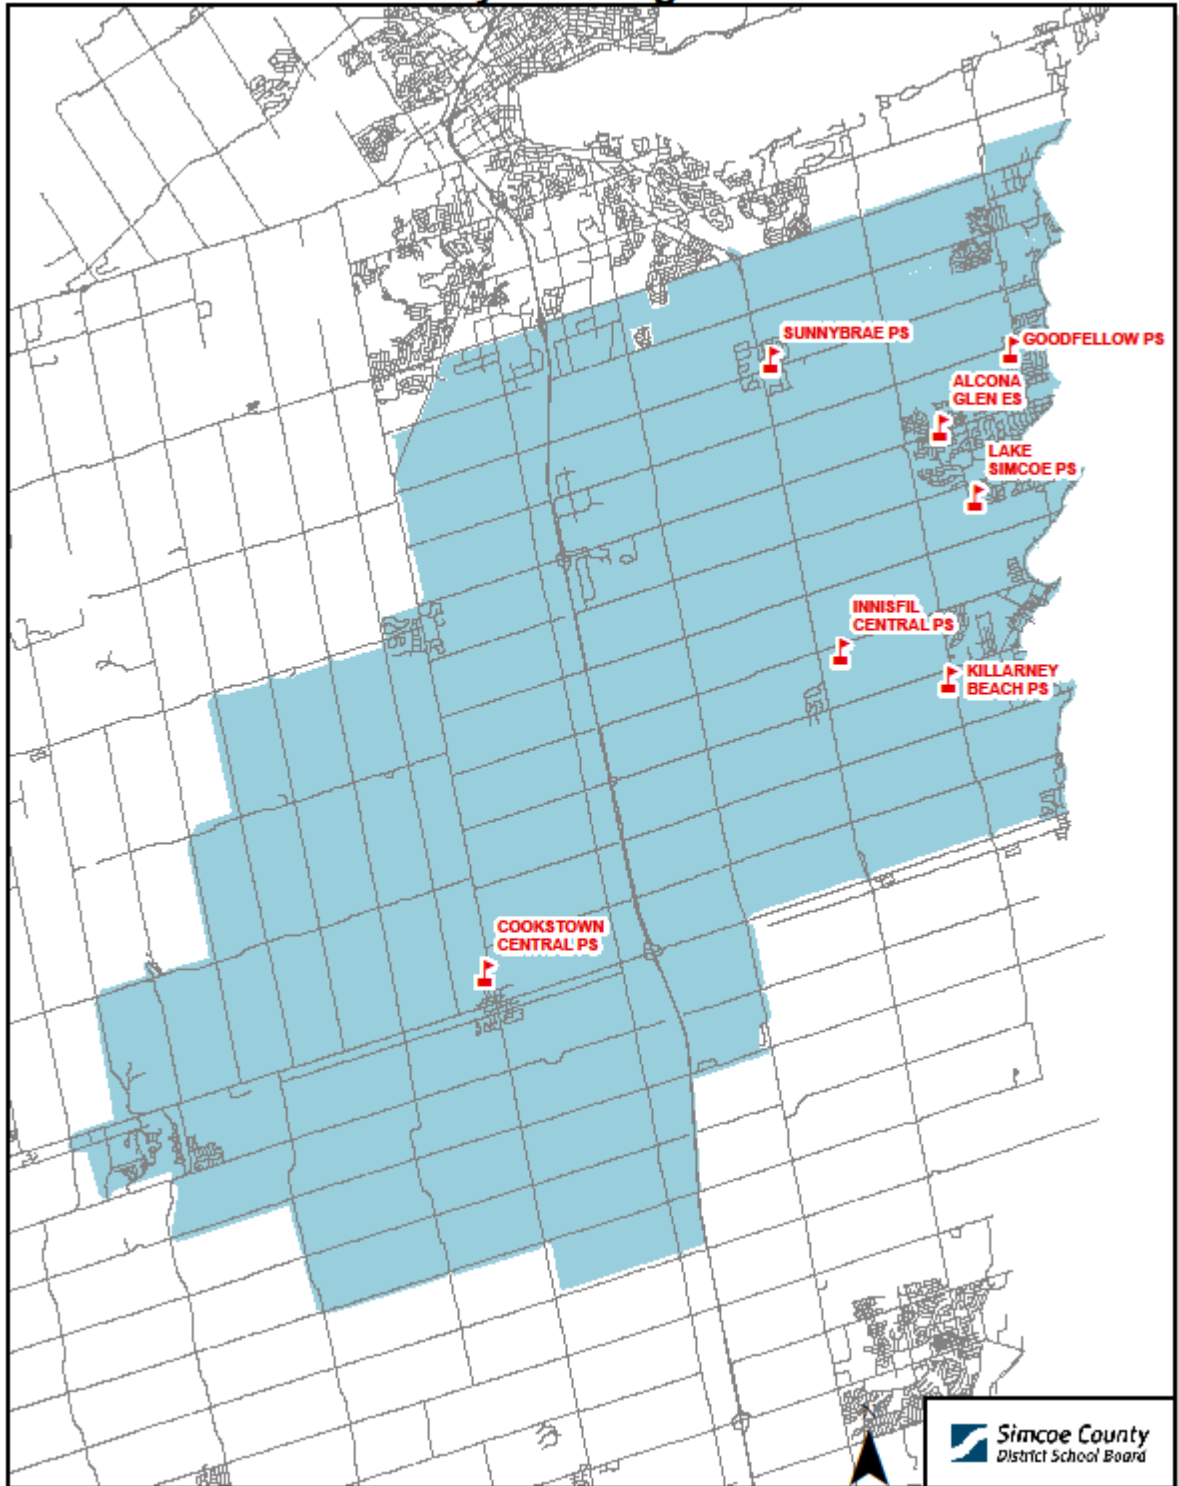 SUNNYBRAE PS
GOODFELLOW PS
ALCONA
GLEN ES
LAKE
SIMCOE PS
INNISFIL
CENTRAL PS
KILLARNEY
BEACH PS
COOKSTOWN
CENTRAL PS
N
Simcoe County
District School Board